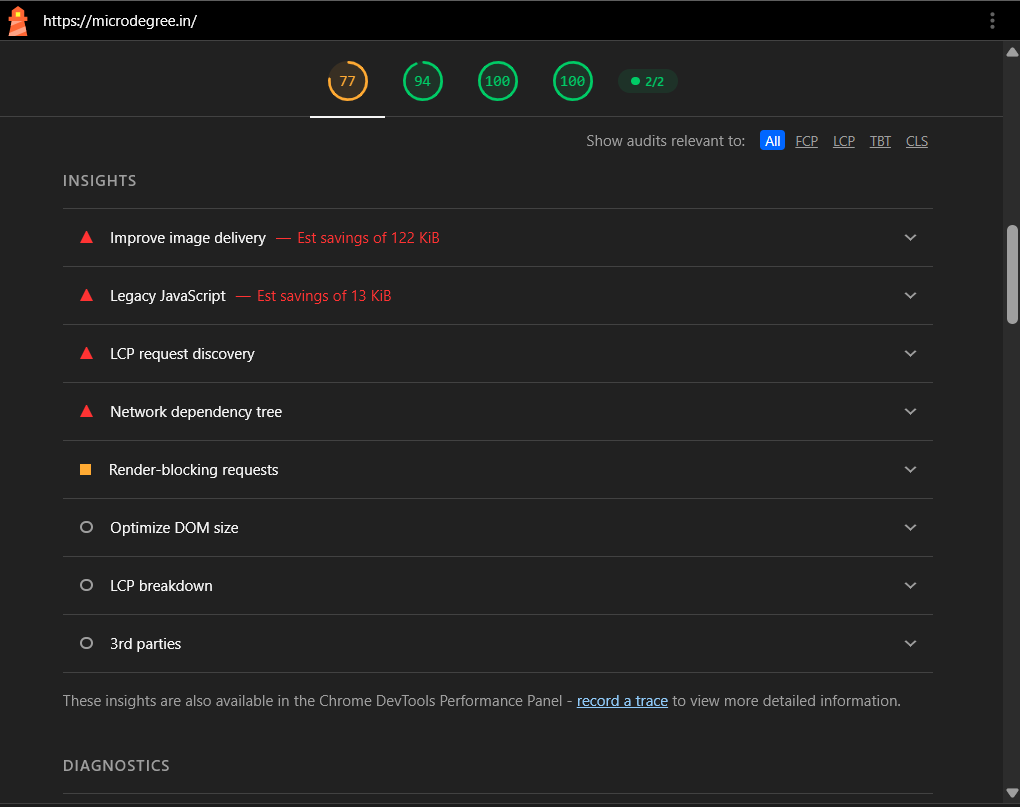 https://microdegree.in/
77 94 100 100 2/2
Show audits relevant to: All FCP LCP TBT CLS
INSIGHTS
Improve image delivery — Est savings of 122 KiB
Legacy JavaScript — Est savings of 13 KiB
LCP request discovery
Network dependency tree
Render-blocking requests
Optimize DOM size
LCP breakdown
3rd parties
These insights are also available in the Chrome DevTools Performance Panel - record a trace to view more detailed information.
DIAGNOSTICS